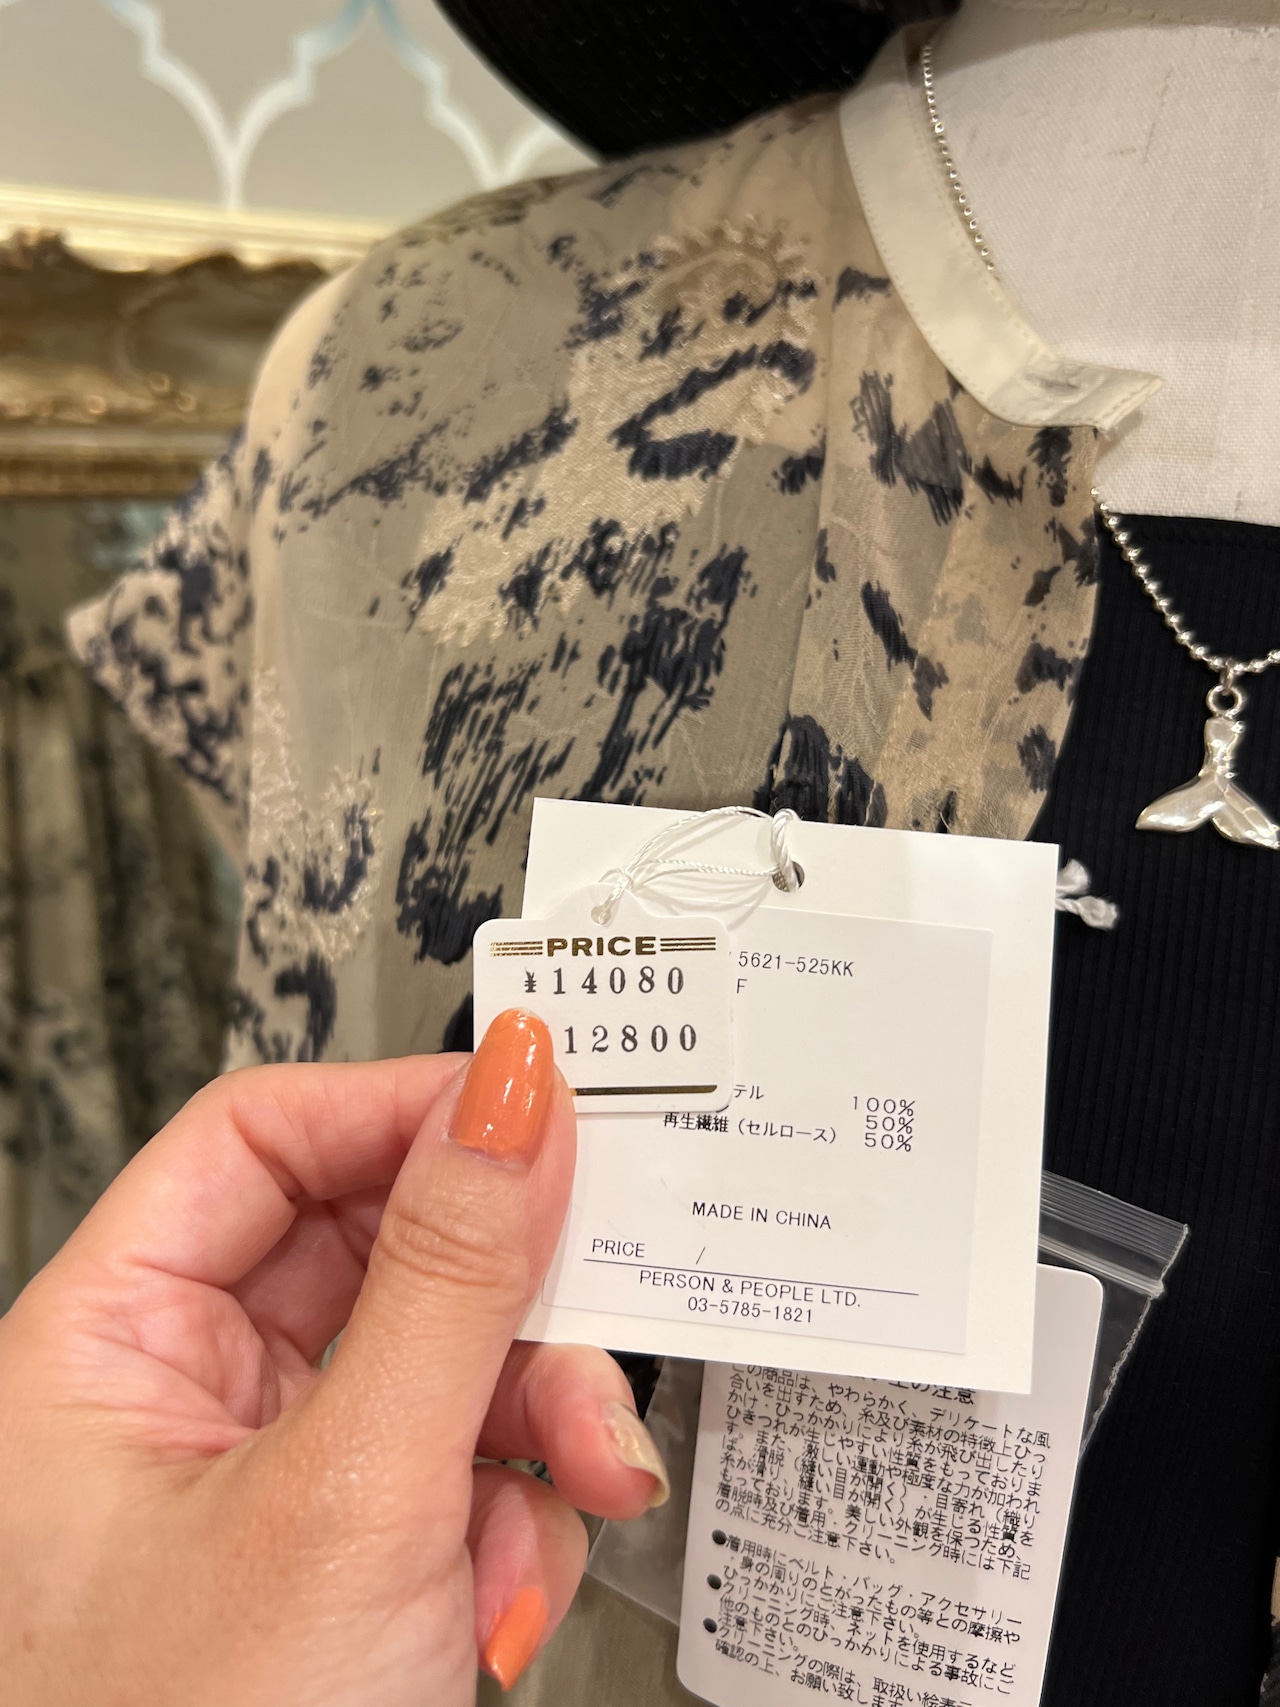 PRICE
¥14080
12800
5621-525KK
F
テル 100%
50%
再生繊維(セルロース) 50%
MADE IN CHINA
PRICE /
PERSON & PEOPLE LTD.
03-5785-1821
上の注意
この商品は、やわらかく、デリケートな風
合いを出すため、糸及び素材の特徴上ひっ
かけ・ひっかかりにより糸が飛び出したり
ひきつれが生じやすい性質をもっておりま
す。また、激しい運動や極度な力が加われ
ば、滑脱(縫い目が開く)・目寄れ(織り
糸が滑り、縫い目が開く)が生じる性質を
もっております。美しい外観を保つため、
着脱時及び着用・クリーニング時には下記
の点に充分ご注意下さい。
●着用時にベルト・バッグ・アクセサリー
・身の周りのとがったもの等との摩擦や
ひっかかりにご注意下さい。
●クリーニング時、ネットを使用するなど
他のものとのひっかかりによる事故にご
注意下さい。
●クリーニングの際は、取扱い絵表
確認の上、お願い致します